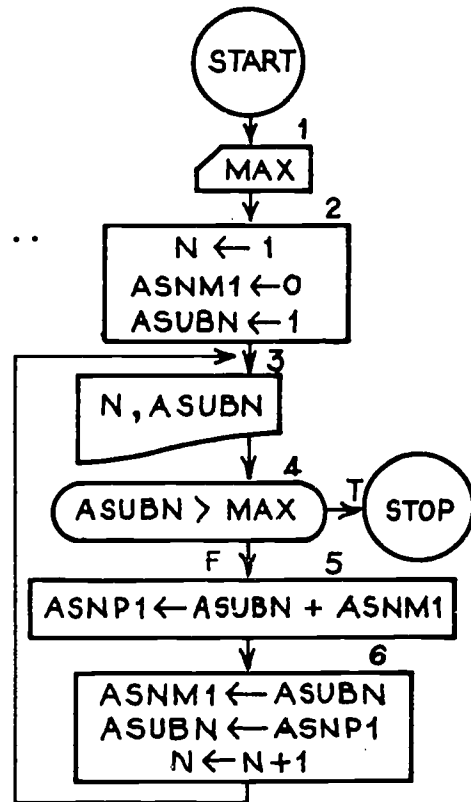 START
1
MAX
2
N ← 1
ASNM1 ← 0
ASUBN ← 1
3
N, ASUBN
4
ASUBN > MAX
T
STOP
F
5
ASNP1 ← ASUBN + ASNM1
6
ASNM1 ← ASUBN
ASUBN ← ASNP1
N ← N+1